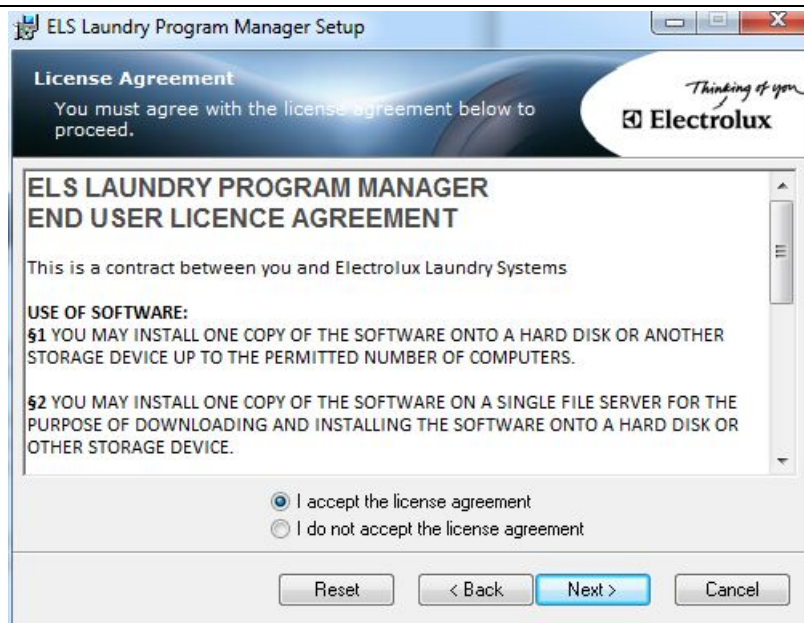 ELS Laundry Program Manager Setup
License Agreement
You must agree with the license agreement below to
proceed.
Thinking of you
Electrolux
ELS LAUNDRY PROGRAM MANAGER
END USER LICENCE AGREEMENT
This is a contract between you and Electrolux Laundry Systems
USE OF SOFTWARE:
§1 YOU MAY INSTALL ONE COPY OF THE SOFTWARE ONTO A HARD DISK OR ANOTHER
STORAGE DEVICE UP TO THE PERMITTED NUMBER OF COMPUTERS.
§2 YOU MAY INSTALL ONE COPY OF THE SOFTWARE ON A SINGLE FILE SERVER FOR THE
PURPOSE OF DOWNLOADING AND INSTALLING THE SOFTWARE ONTO A HARD DISK OR
OTHER STORAGE DEVICE.
I accept the license agreement
I do not accept the license agreement
Reset < Back Next > Cancel